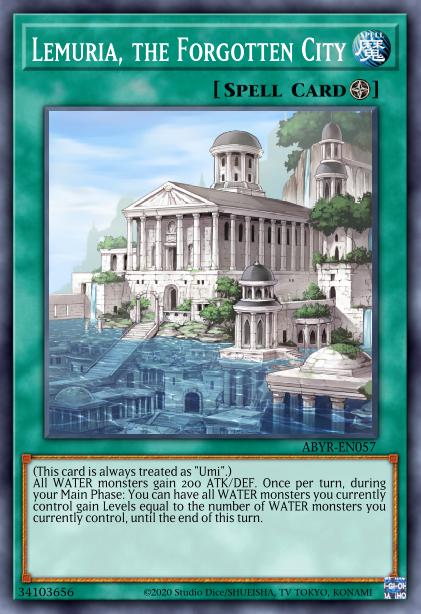 Lemuria, the Forgotten City
SPELL
魔
[Spell Card]
ABYR-EN057
(This card is always treated as "Umi".)
All WATER monsters gain 200 ATK/DEF. Once per turn, during
your Main Phase: You can have all WATER monsters you currently
control gain Levels equal to the number of WATER monsters you
currently control, until the end of this turn.
34103656
©2020 Studio Dice/SHUEISHA, TV TOKYO, KONAMI